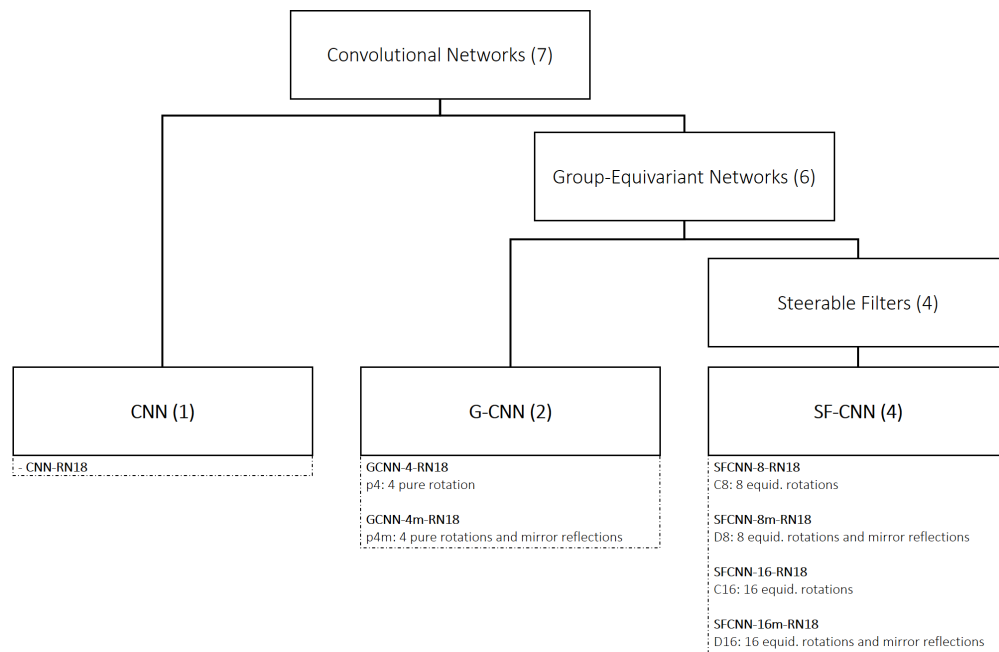 Convolutional Networks (7)
Group-Equivariant Networks (6)
Steerable Filters (4)
CNN (1)
- CNN-RN18
G-CNN (2)
GCNN-4-RN18
p4: 4 pure rotation
GCNN-4m-RN18
p4m: 4 pure rotations and mirror reflections
SF-CNN (4)
SFCNN-8-RN18
C8: 8 equid. rotations
SFCNN-8m-RN18
D8: 8 equid. rotations and mirror reflections
SFCNN-16-RN18
C16: 16 equid. rotations
SFCNN-16m-RN18
D16: 16 equid. rotations and mirror reflections